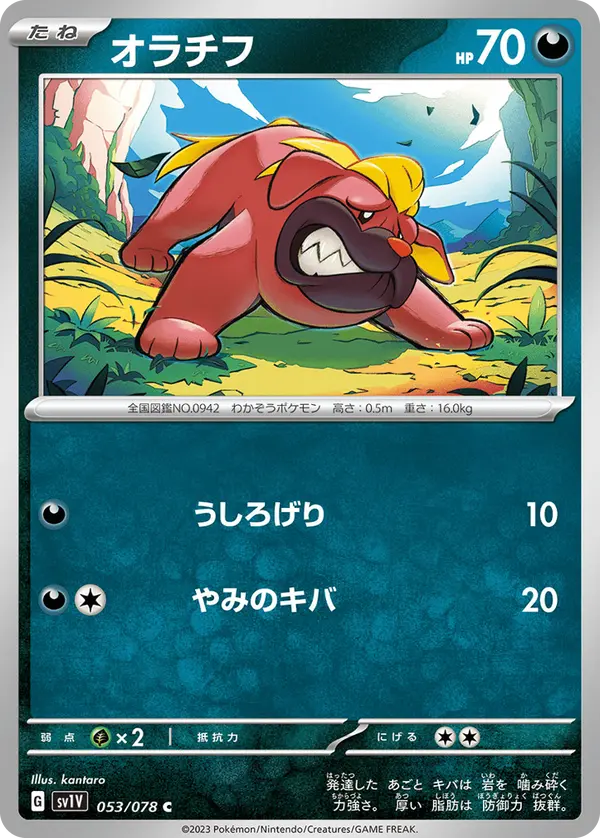 たね オラチフ HP70
全国図鑑NO.0942 わかぞうポケモン 高さ:0.5m 重さ:16.0kg
うしろげり 10
やみのキバ 20
弱点 ×2 抵抗力 にげる
Illus. kantaro
G sv1V 053/078 C
発達した あごと キバは 岩を 噛み砕く
力強さ。 厚い 脂肪は 防御力 抜群。
©2023 Pokémon/Nintendo/Creatures/GAME FREAK.